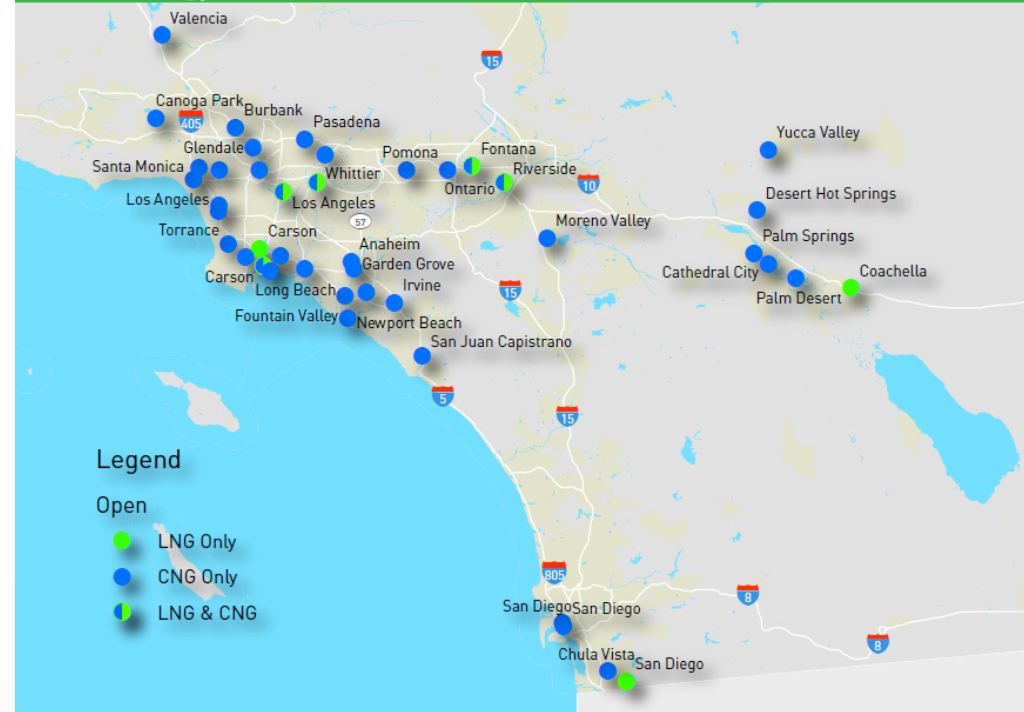 Valencia
15
Canoga Park
405
Burbank
Pasadena
Glendale
Yucca Valley
Santa Monica
Whittier
Pomona
Fontana
Riverside
Ontario
10
Los Angeles
Los Angeles
Desert Hot Springs
57
Moreno Valley
Torrance
Carson
Anaheim
Palm Springs
Garden Grove
Cathedral City
Coachella
Carson
Long Beach
Irvine
15
Palm Desert
Fountain Valley
Newport Beach
San Juan Capistrano
5
15
Legend
Open
LNG Only
CNG Only
LNG & CNG
805
8
San Diego
San Diego
8
Chula Vista
San Diego